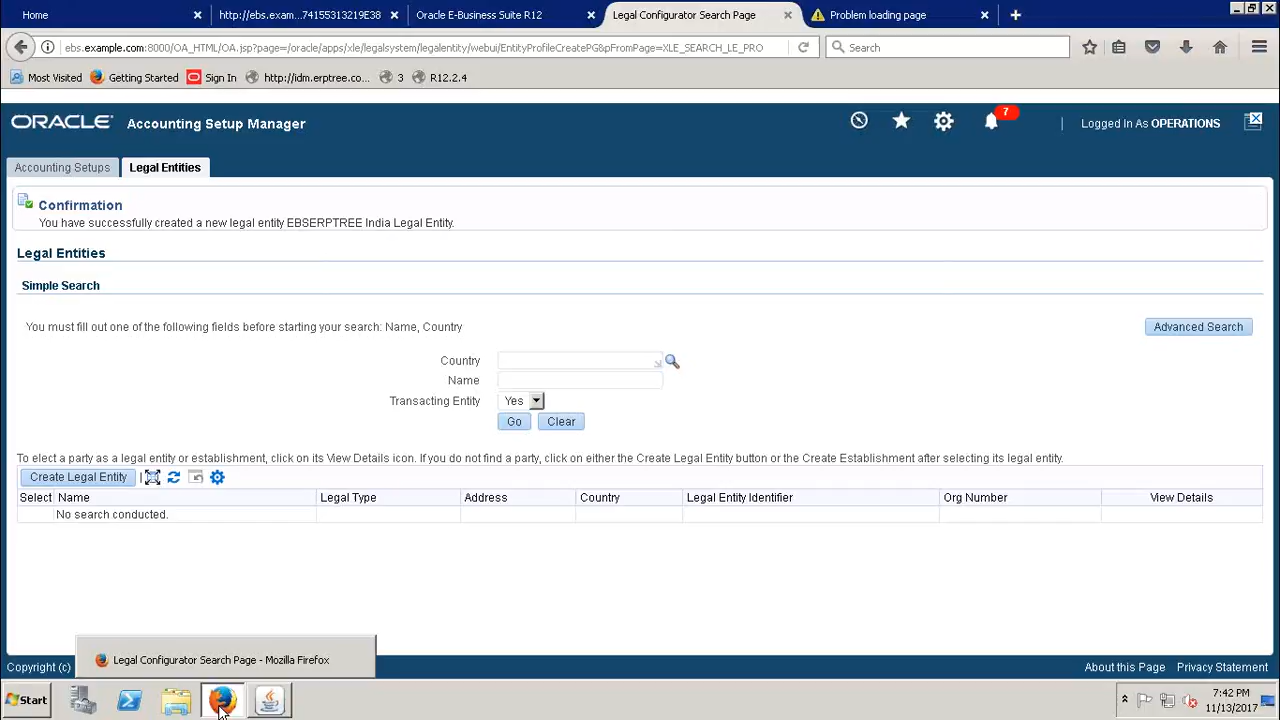 Home
http://ebs.exam...74155313219E38
Oracle E-Business Suite R12
Legal Configurator Search Page
Problem loading page
ebs.example.com:8000/OA_HTML/OA.jsp?page=/oracle/apps/xle/legalsystem/legalentity/webui/EntityProfileCreatePG&pFromPage=XLE_SEARCH_LE_PRO
Search
Most Visited Getting Started Sign In http://idm.erptree.co... 3 R12.2.4
ORACLE Accounting Setup Manager 7 Logged In As OPERATIONS
Accounting Setups Legal Entities
Confirmation
You have successfully created a new legal entity EBSERPTREE India Legal Entity.
Legal Entities
Simple Search
You must fill out one of the following fields before starting your search: Name, Country
Advanced Search
Country
Name
Transacting Entity Yes
Go Clear
To elect a party as a legal entity or establishment, click on its View Details icon. If you do not find a party, click on either the Create Legal Entity button or the Create Establishment after selecting its legal entity.
Create Legal Entity
Select Name Legal Type Address Country Legal Entity Identifier Org Number View Details
No search conducted.
Legal Configurator Search Page - Mozilla Firefox
Copyright (c) About this Page Privacy Statement
Start
7:42 PM
11/13/2017